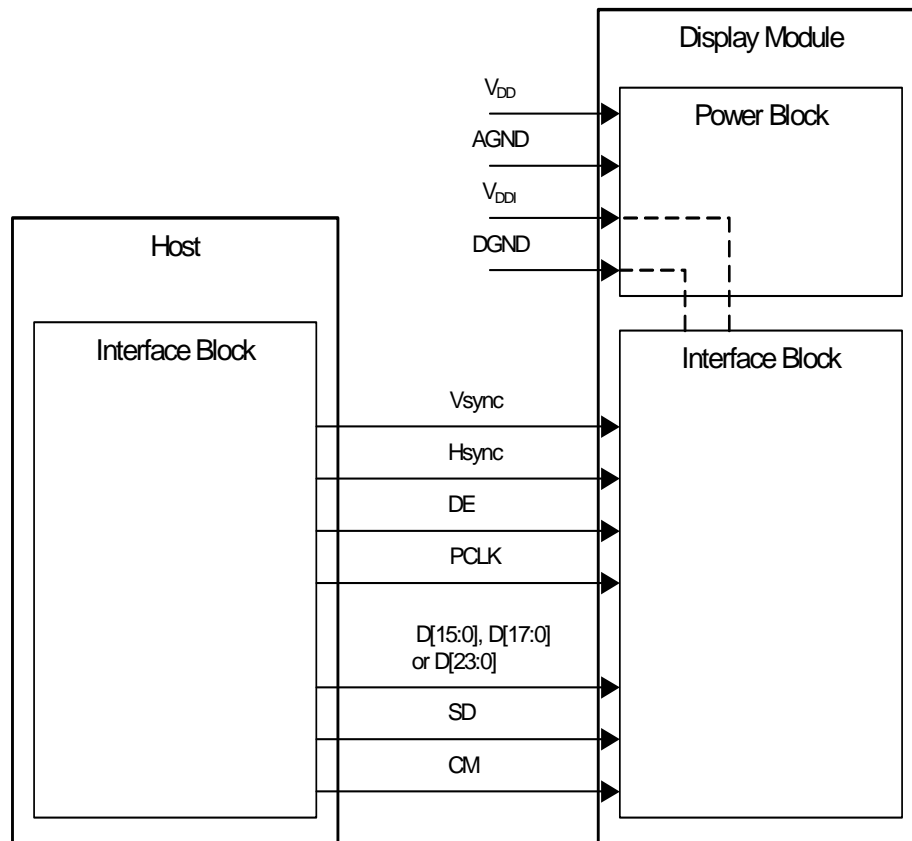 Display Module
V_DD
Power Block
AGND
V_DDI
DGND
Host
Interface Block
Interface Block
Vsync
Hsync
DE
PCLK
D[15:0], D[17:0]
or D[23:0]
SD
CM